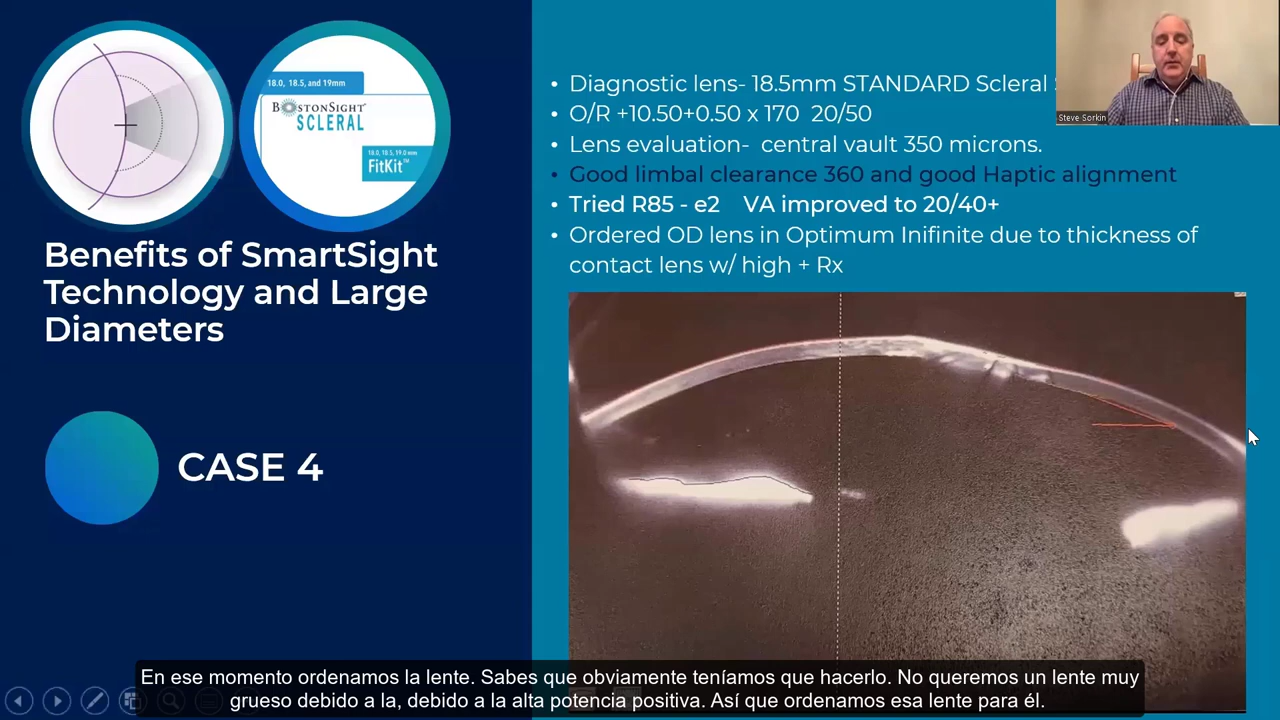 18.0, 18.5, and 19mm
BOSTONSIGHT®
SCLERAL
18.0, 18.5, 19.0 mm
FitKit™
Benefits of SmartSight
Technology and Large
Diameters
CASE 4
• Diagnostic lens- 18.5mm STANDARD Scleral
• O/R +10.50+0.50 x 170 20/50
• Lens evaluation- central vault 350 microns.
• Good limbal clearance 360 and good Haptic alignment
• Tried R85 - e2 VA improved to 20/40+
• Ordered OD lens in Optimum Inifinite due to thickness of
contact lens w/ high + Rx
Steve Sorkin
En ese momento ordenamos la lente. Sabes que obviamente teníamos que hacerlo. No queremos un lente muy
grueso debido a la, debido a la alta potencia positiva. Así que ordenamos esa lente para él.